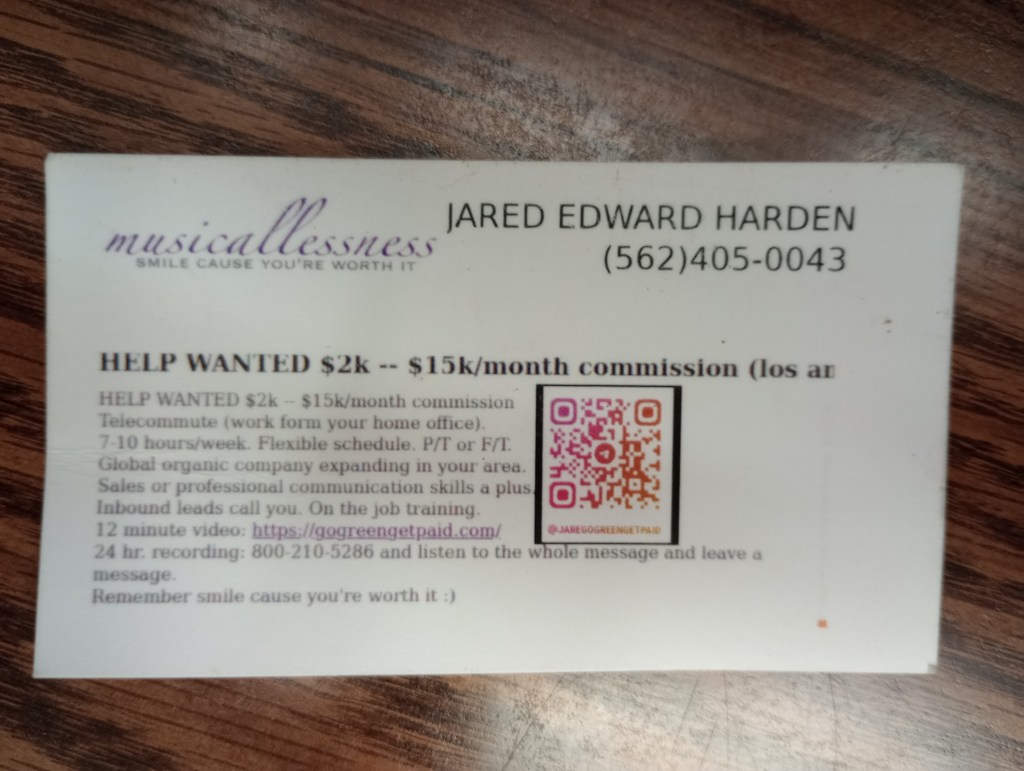 musicallessness
SMILE CAUSE YOU'RE WORTH IT
JARED EDWARD HARDEN
(562)405-0043
HELP WANTED $2k -- $15k/month commission (los an
HELP WANTED $2k -- $15k/month commission
Telecommute (work form your home office).
7-10 hours/week. Flexible schedule. P/T or F/T.
Global organic company expanding in your area.
Sales or professional communication skills a plus.
Inbound leads call you. On the job training.
12 minute video: https://gogreengetpaid.com/
24 hr. recording: 800-210-5286 and listen to the whole message and leave a
message.
Remember smile cause you're worth it :)
@JAREGOGREENGETPAID